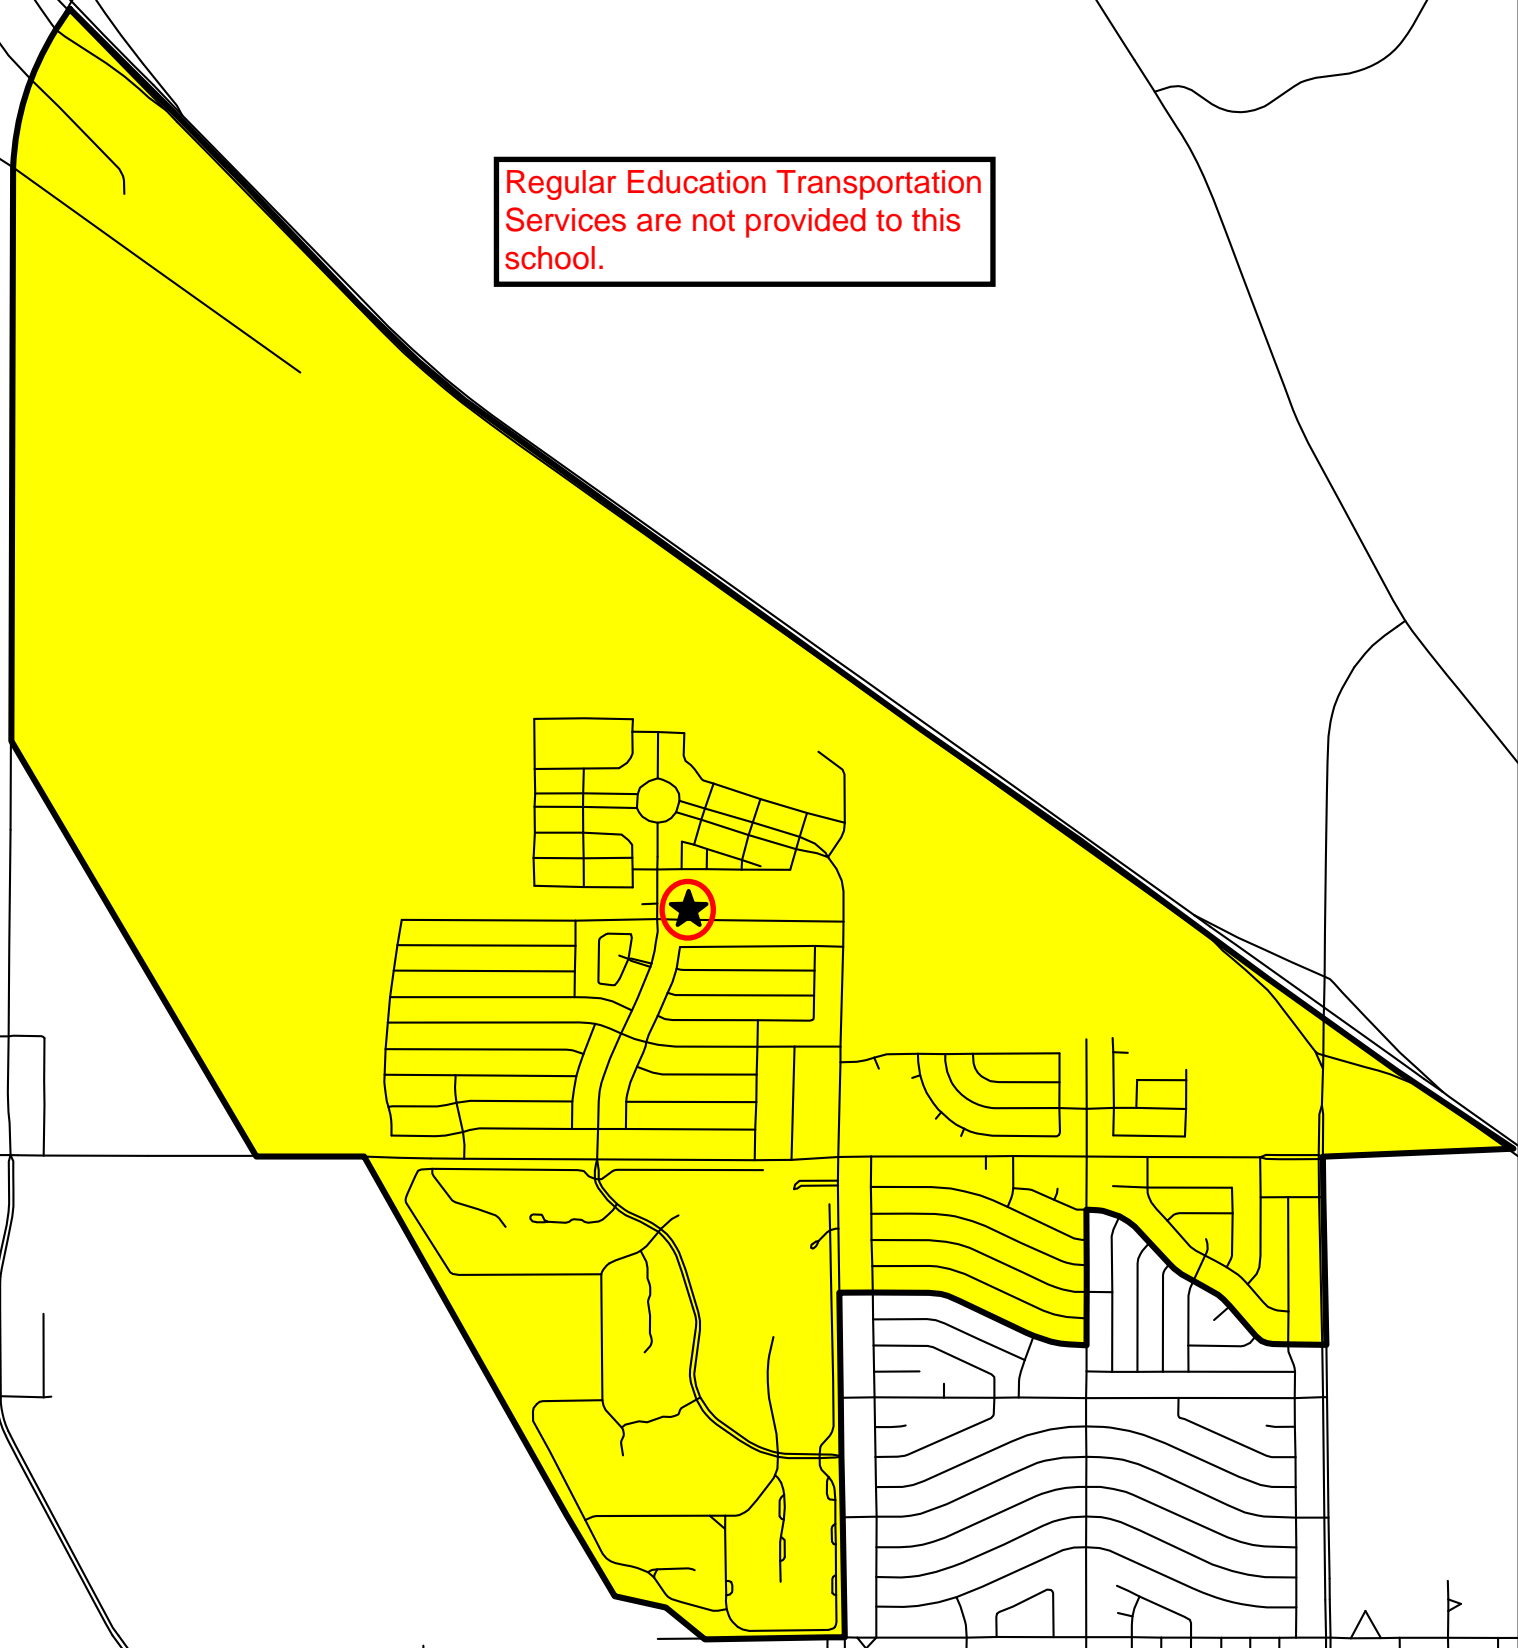 Regular Education Transportation
Services are not provided to this
school.